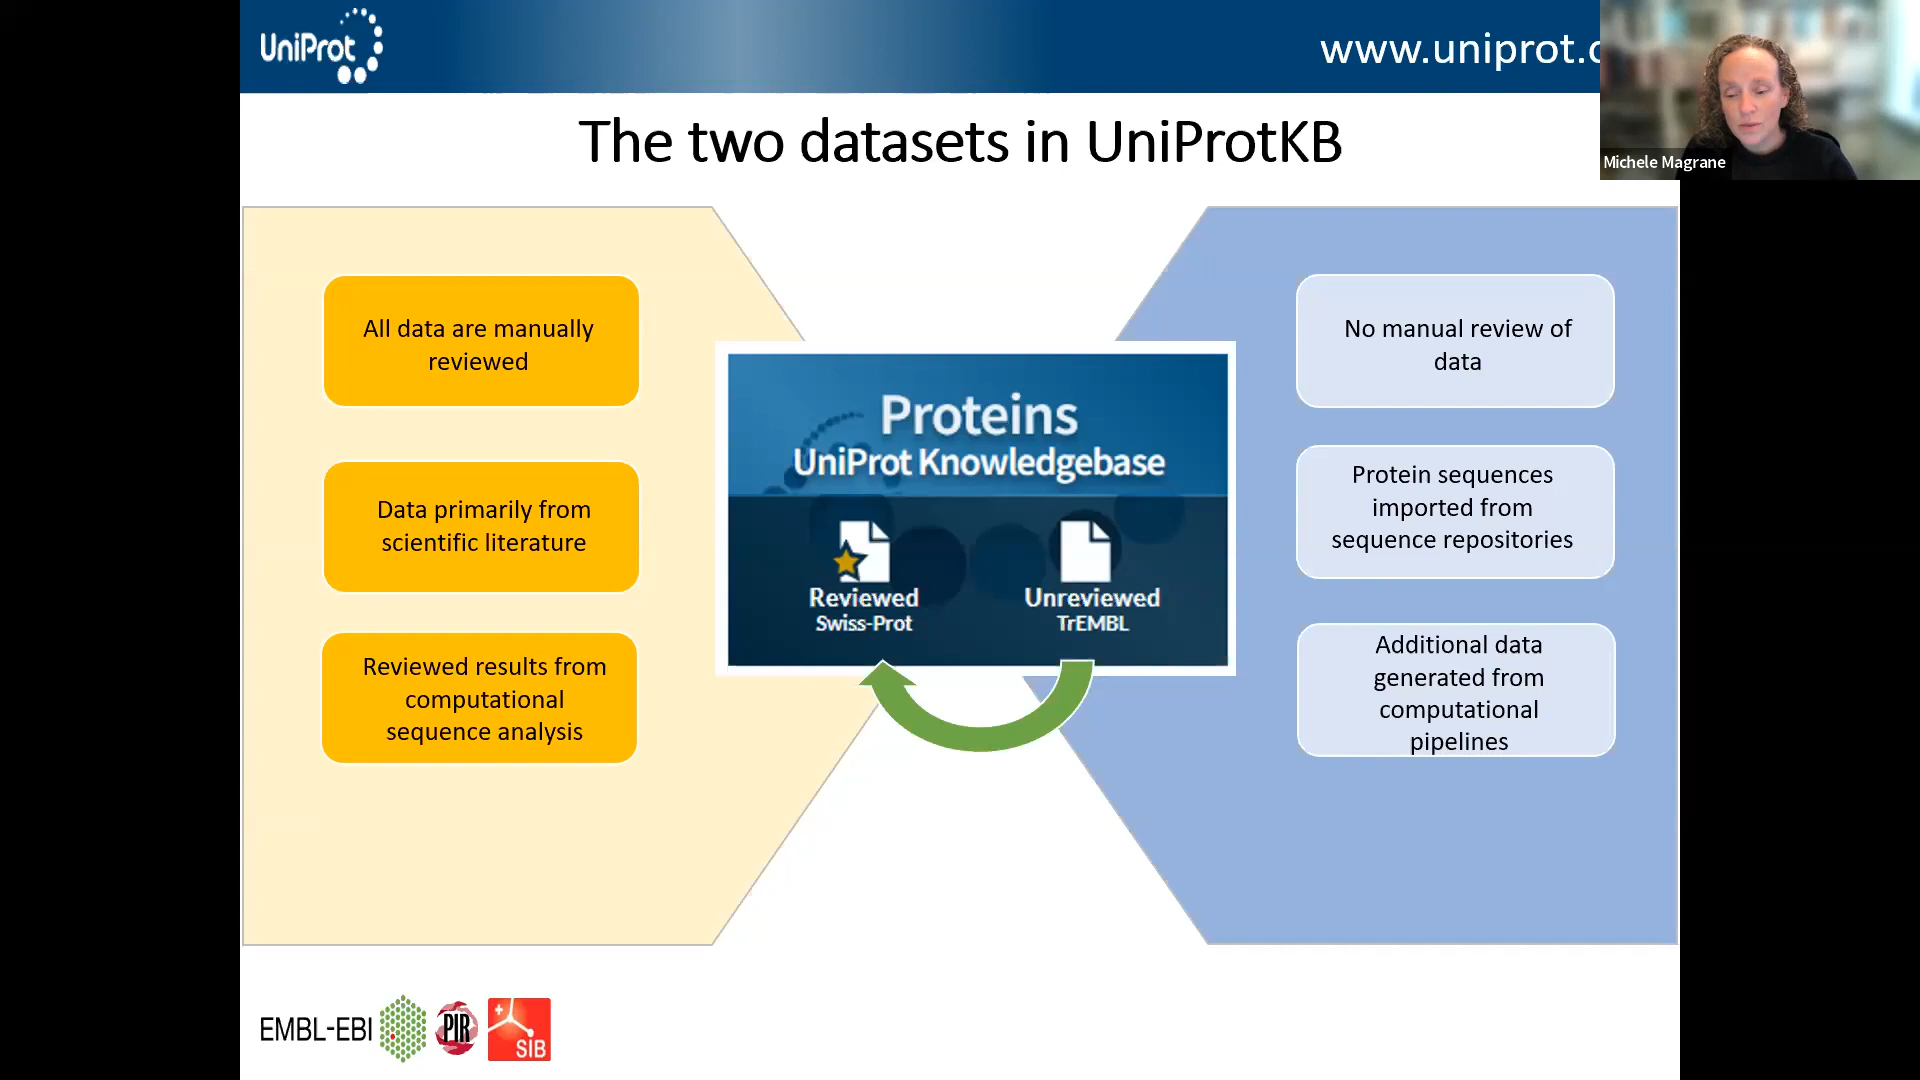 UniProt
www.uniprot.
Michele Magrane
The two datasets in UniProtKB
All data are manually
reviewed
Data primarily from
scientific literature
Reviewed results from
computational
sequence analysis
Proteins
UniProt Knowledgebase
Reviewed
Swiss-Prot
Unreviewed
TrEMBL
No manual review of
data
Protein sequences
imported from
sequence repositories
Additional data
generated from
computational
pipelines
EMBL-EBI
PIR
SIB